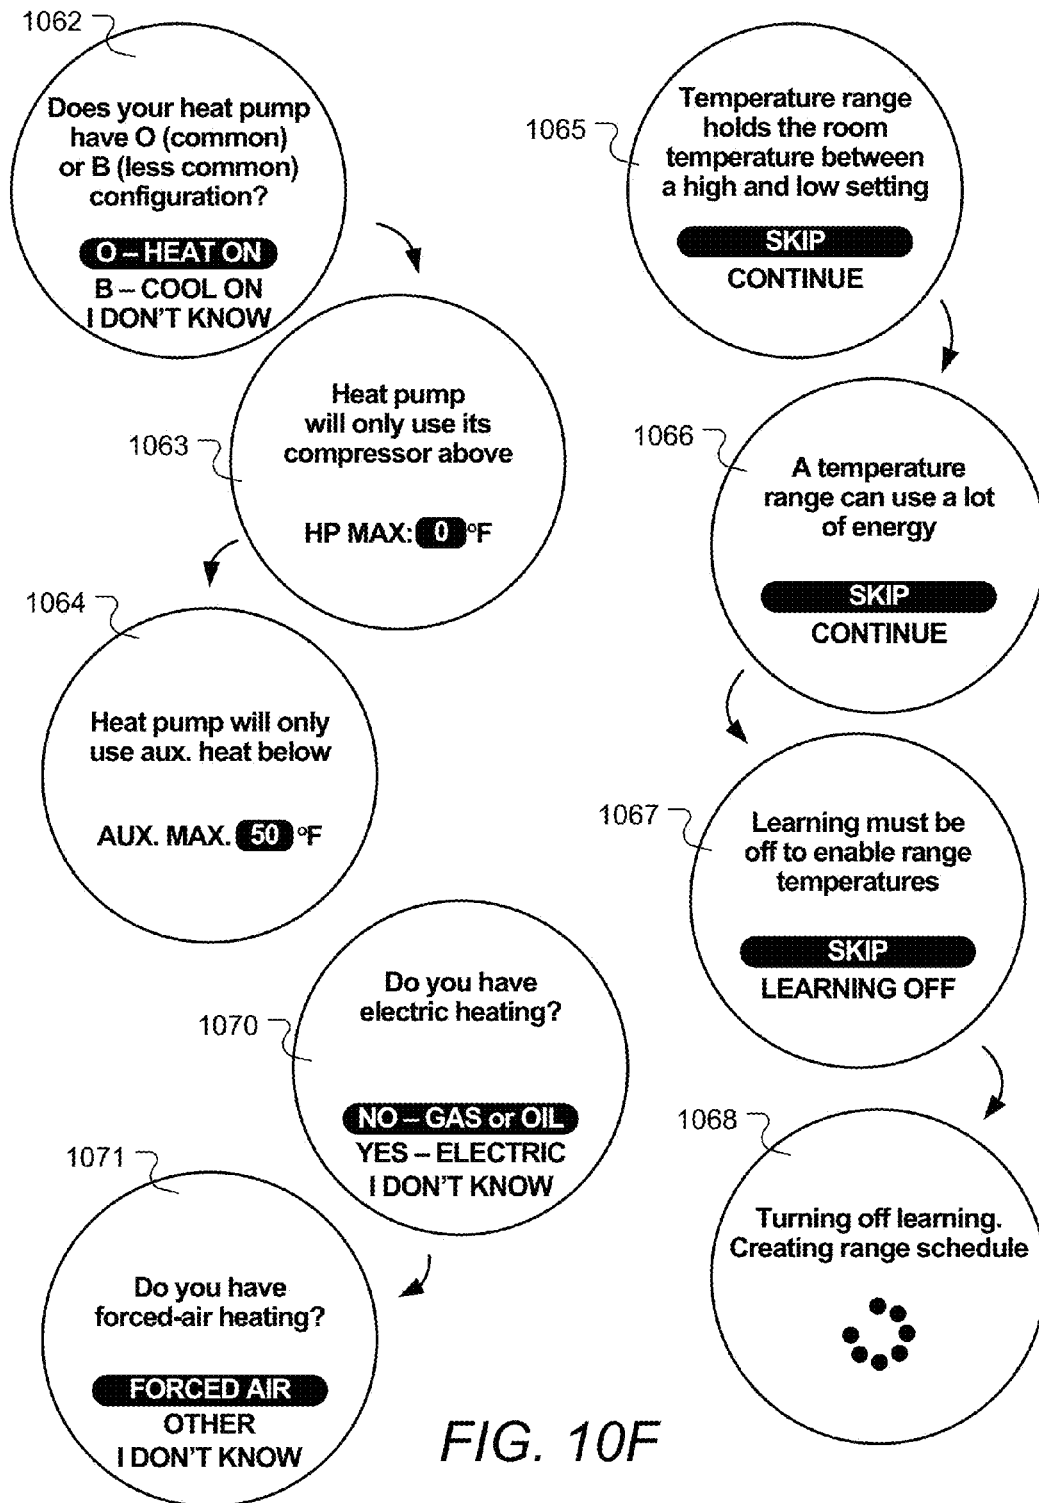 1062
Does your heat pump
have O (common)
or B (less common)
configuration?
O – HEAT ON
B – COOL ON
I DON'T KNOW
1063
Heat pump
will only use its
compressor above
HP MAX: 0 °F
1064
Heat pump will only
use aux. heat below
AUX. MAX. 50 °F
1070
Do you have
electric heating?
NO – GAS or OIL
YES – ELECTRIC
I DON'T KNOW
1071
Do you have
forced-air heating?
FORCED AIR
OTHER
I DON'T KNOW
1065
Temperature range
holds the room
temperature between
a high and low setting
SKIP
CONTINUE
1066
A temperature
range can use a lot
of energy
SKIP
CONTINUE
1067
Learning must be
off to enable range
temperatures
SKIP
LEARNING OFF
1068
Turning off learning.
Creating range schedule
FIG. 10F